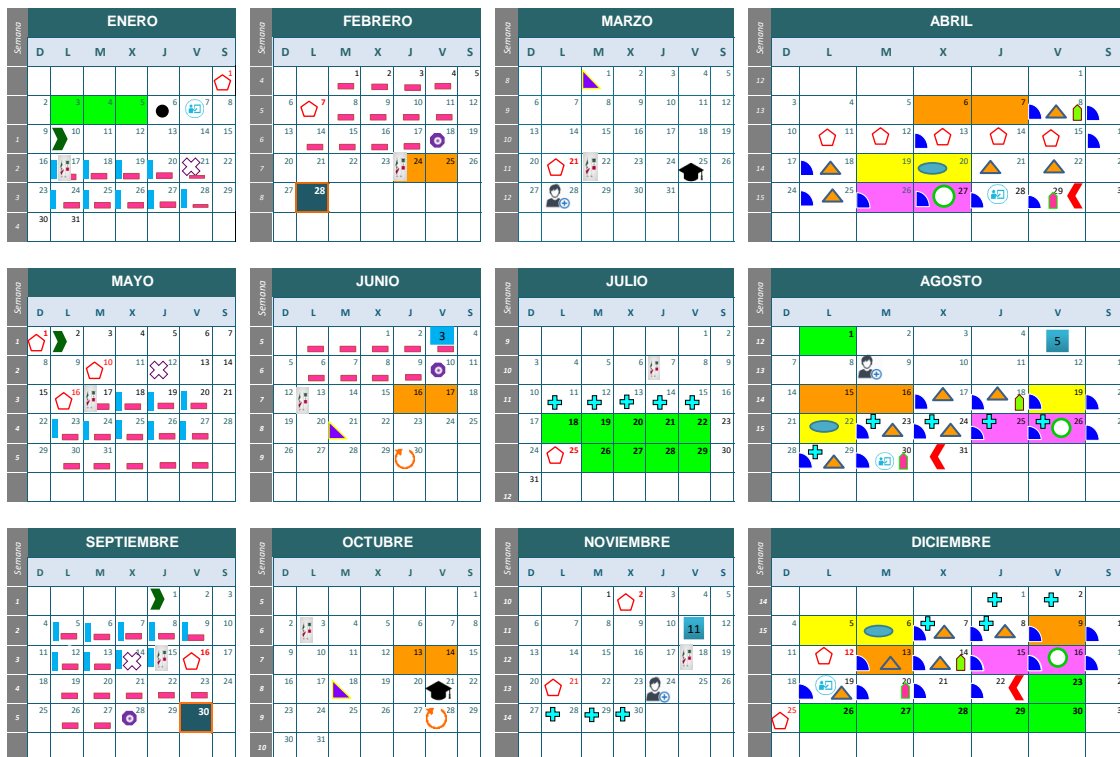 Semana
ENERO
D L M X J V S
1
2 3 4 5 6 7 8
1 9 10 11 12 13 14 15
2 16 17 18 19 20 21 22
3 23 24 25 26 27 28 29
4 30 31
Semana
FEBRERO
D L M X J V S
4 1 2 3 4 5
5 6 7 8 9 10 11 12
6 13 14 15 16 17 18 19
7 20 21 22 23 24 25 26
8 27 28
Semana
MARZO
D L M X J V S
8 1 2 3 4 5
9 6 7 8 9 10 11 12
10 13 14 15 16 17 18 19
11 20 21 22 23 24 25 26
12 27 28 29 30 31
Semana
ABRIL
D L M X J V S
12 1
13 3 4 5 6 7 8
10 11 12 13 14 15
14 17 18 19 20 21 22
15 24 25 26 27 28 29
Semana
MAYO
D L M X J V S
1 1 2 3 4 5 6 7
2 8 9 10 11 12 13 14
3 15 16 17 18 19 20 21
4 22 23 24 25 26 27 28
5 29 30 31
Semana
JUNIO
D L M X J V S
5 1 2 3 4
6 5 6 7 8 9 10 11
7 12 13 14 15 16 17 18
8 19 20 21 22 23 24 25
9 26 27 28 29 30
Semana
JULIO
D L M X J V S
9 1 2
10 3 4 5 6 7 8 9
11 10 11 12 13 14 15 16
17 18 19 20 21 22 23
24 25 26 27 28 29 30
12 31
Semana
AGOSTO
D L M X J V S
12 1 2 3 4 5
13 7 8 9 10 11 12
14 14 15 16 17 18 19
15 21 22 23 24 25 26
28 29 30 31
Semana
SEPTIEMBRE
D L M X J V S
1 1 2 3
2 4 5 6 7 8 9 10
3 11 12 13 14 15 16 17
4 18 19 20 21 22 23 24
5 25 26 27 28 29 30
Semana
OCTUBRE
D L M X J V S
5 1
6 2 3 4 5 6 7 8
7 9 10 11 12 13 14 15
8 16 17 18 19 20 21 22
9 23 24 25 26 27 28 29
10 30 31
Semana
NOVIEMBRE
D L M X J V S
10 1 2 3 4 5
11 6 7 8 9 10 11 12
12 13 14 15 16 17 18 19
13 20 21 22 23 24 25 26
14 27 28 29 30
Semana
DICIEMBRE
D L M X J V S
14 1 2
15 4 5 6 7 8 9
11 12 13 14 15 16
18 19 20 21 22 23
25 26 27 28 29 30